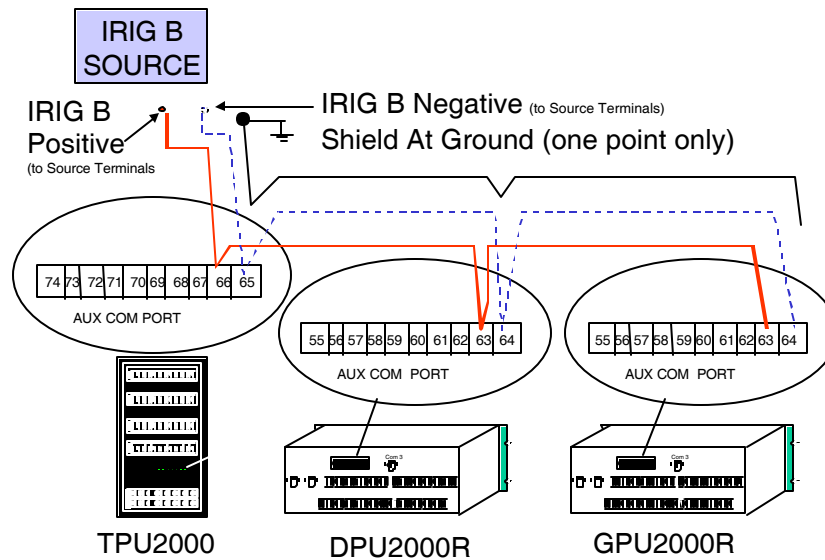 IRIG B
SOURCE
IRIG B
Positive
(to Source Terminals
IRIG B Negative (to Source Terminals)
Shield At Ground (one point only)
74 73 72 71 70 69 68 67 66 65
AUX COM PORT
55 56 57 58 59 60 61 62 63 64
AUX COM PORT
55 56 57 58 59 60 61 62 63 64
AUX COM PORT
Com 3
Com 3
TPU2000
DPU2000R
GPU2000R